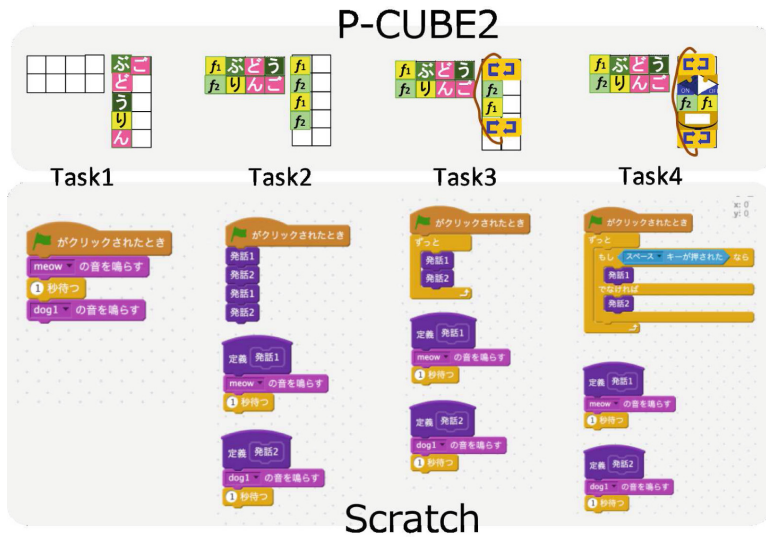 P-CUBE2
ぶご
ど
う
り
ん
f1 ぶどう f1
f2 りんご f2
f1
f2
f1 ぶどう
f2 りんご f2
f1
f1 ぶどう
f2 りんご ON
f2 f1
Task1
Task2
Task3
Task4
がクリックされたとき
meow の音を鳴らす
1 秒待つ
dog1 の音を鳴らす
がクリックされたとき
発話1
発話2
発話1
発話2
定義 発話1
meow の音を鳴らす
1 秒待つ
定義 発話2
dog1 の音を鳴らす
1 秒待つ
がクリックされたとき
ずっと
発話1
発話2
定義 発話1
meow の音を鳴らす
1 秒待つ
定義 発話2
dog1 の音を鳴らす
1 秒待つ
x: 0
y: 0
がクリックされたとき
ずっと
もし スペース キーが押された なら
発話1
でなければ
発話2
定義 発話1
meow の音を鳴らす
1 秒待つ
定義 発話2
dog1 の音を鳴らす
1 秒待つ
Scratch